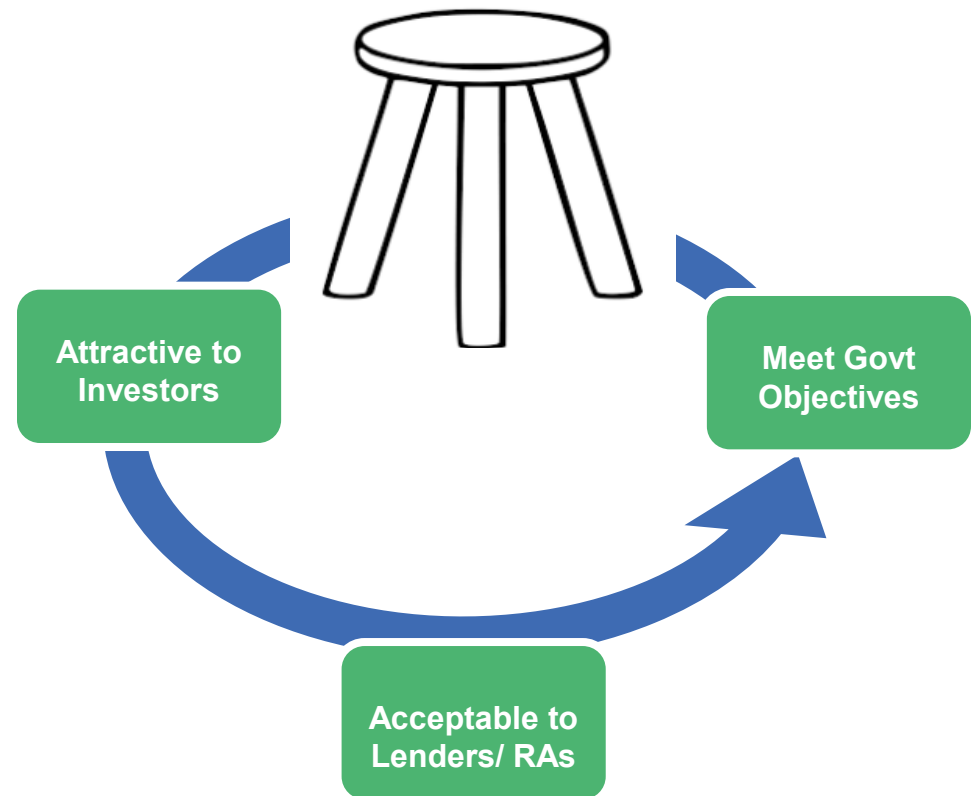 Attractive to
Investors
Meet Govt
Objectives
Acceptable to
Lenders/ RAs